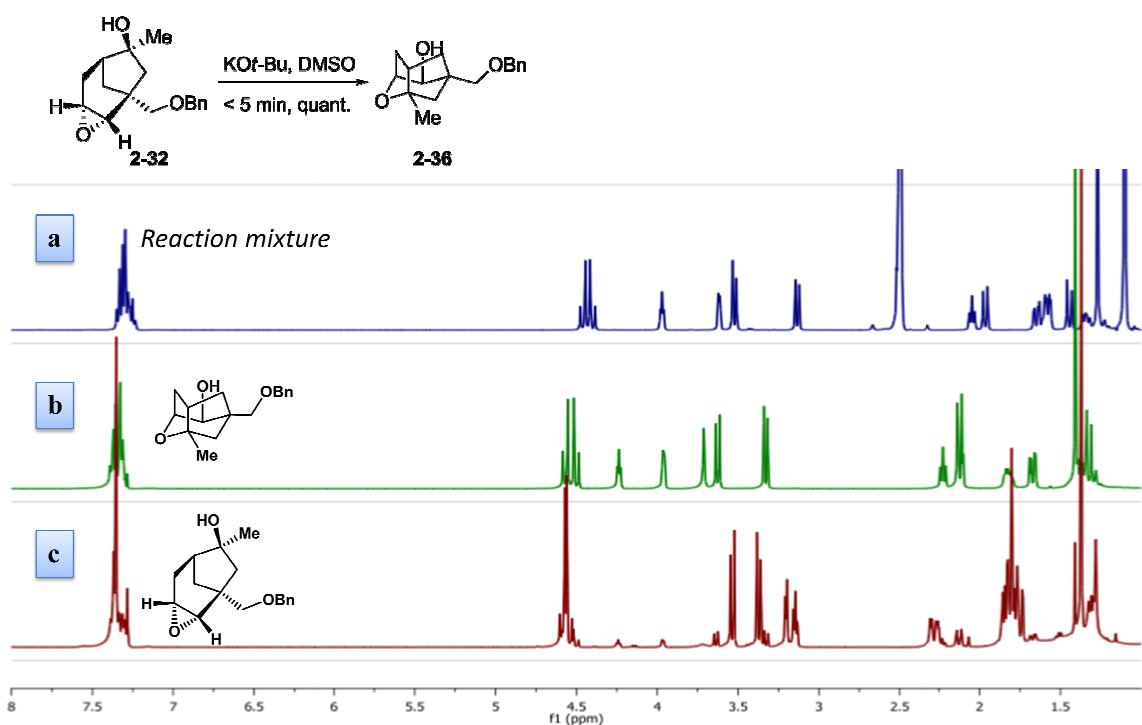 HO
Me
H
O
H
OBn
2-32
KOt-Bu, DMSO
< 5 min, quant.
OH
OBn
O
Me
2-36
a
Reaction mixture
b
OH
OBn
O
Me
c
HO
Me
H
O
H
OBn
8 7.5 7 6.5 6 5.5 5 4.5 4 3.5 3 2.5 2 1.5
f1 (ppm)